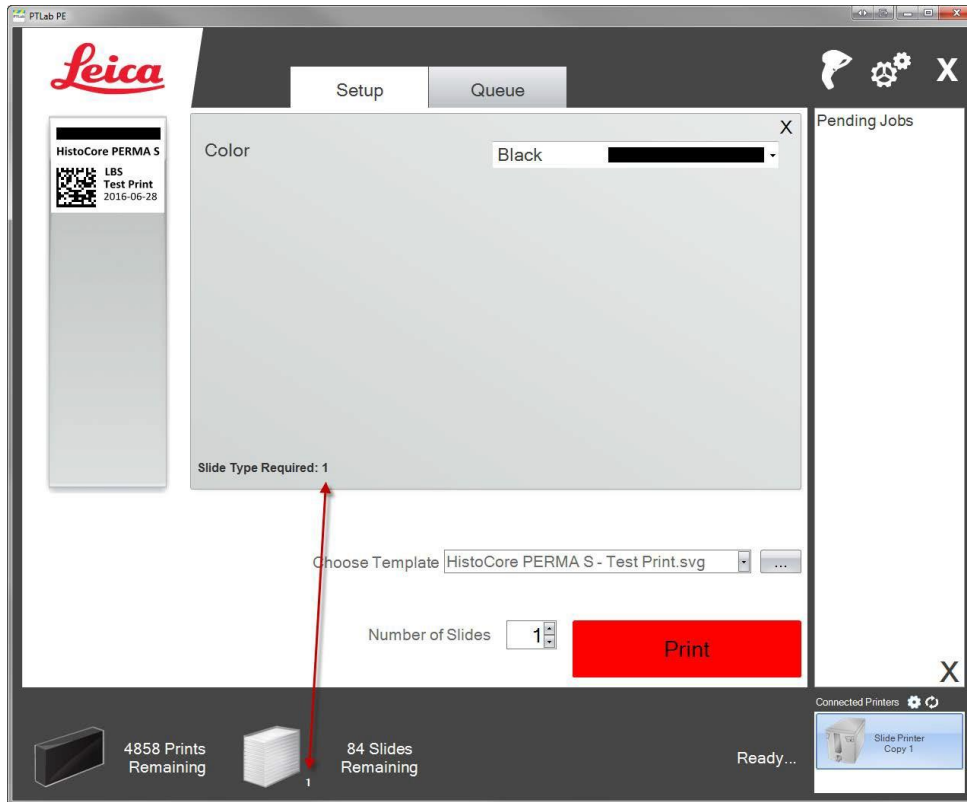 PTLab PE
Leica
Setup
Queue
X
HistoCore PERMA S
LBS
Test Print
2016-06-28
Color
Black
X
Slide Type Required: 1
Choose Template
HistoCore PERMA S - Test Print.svg
...
Number of Slides
1
Print
Pending Jobs
X
4858 Prints
Remaining
1
84 Slides
Remaining
Ready...
Connected Printers
Slide Printer
Copy 1